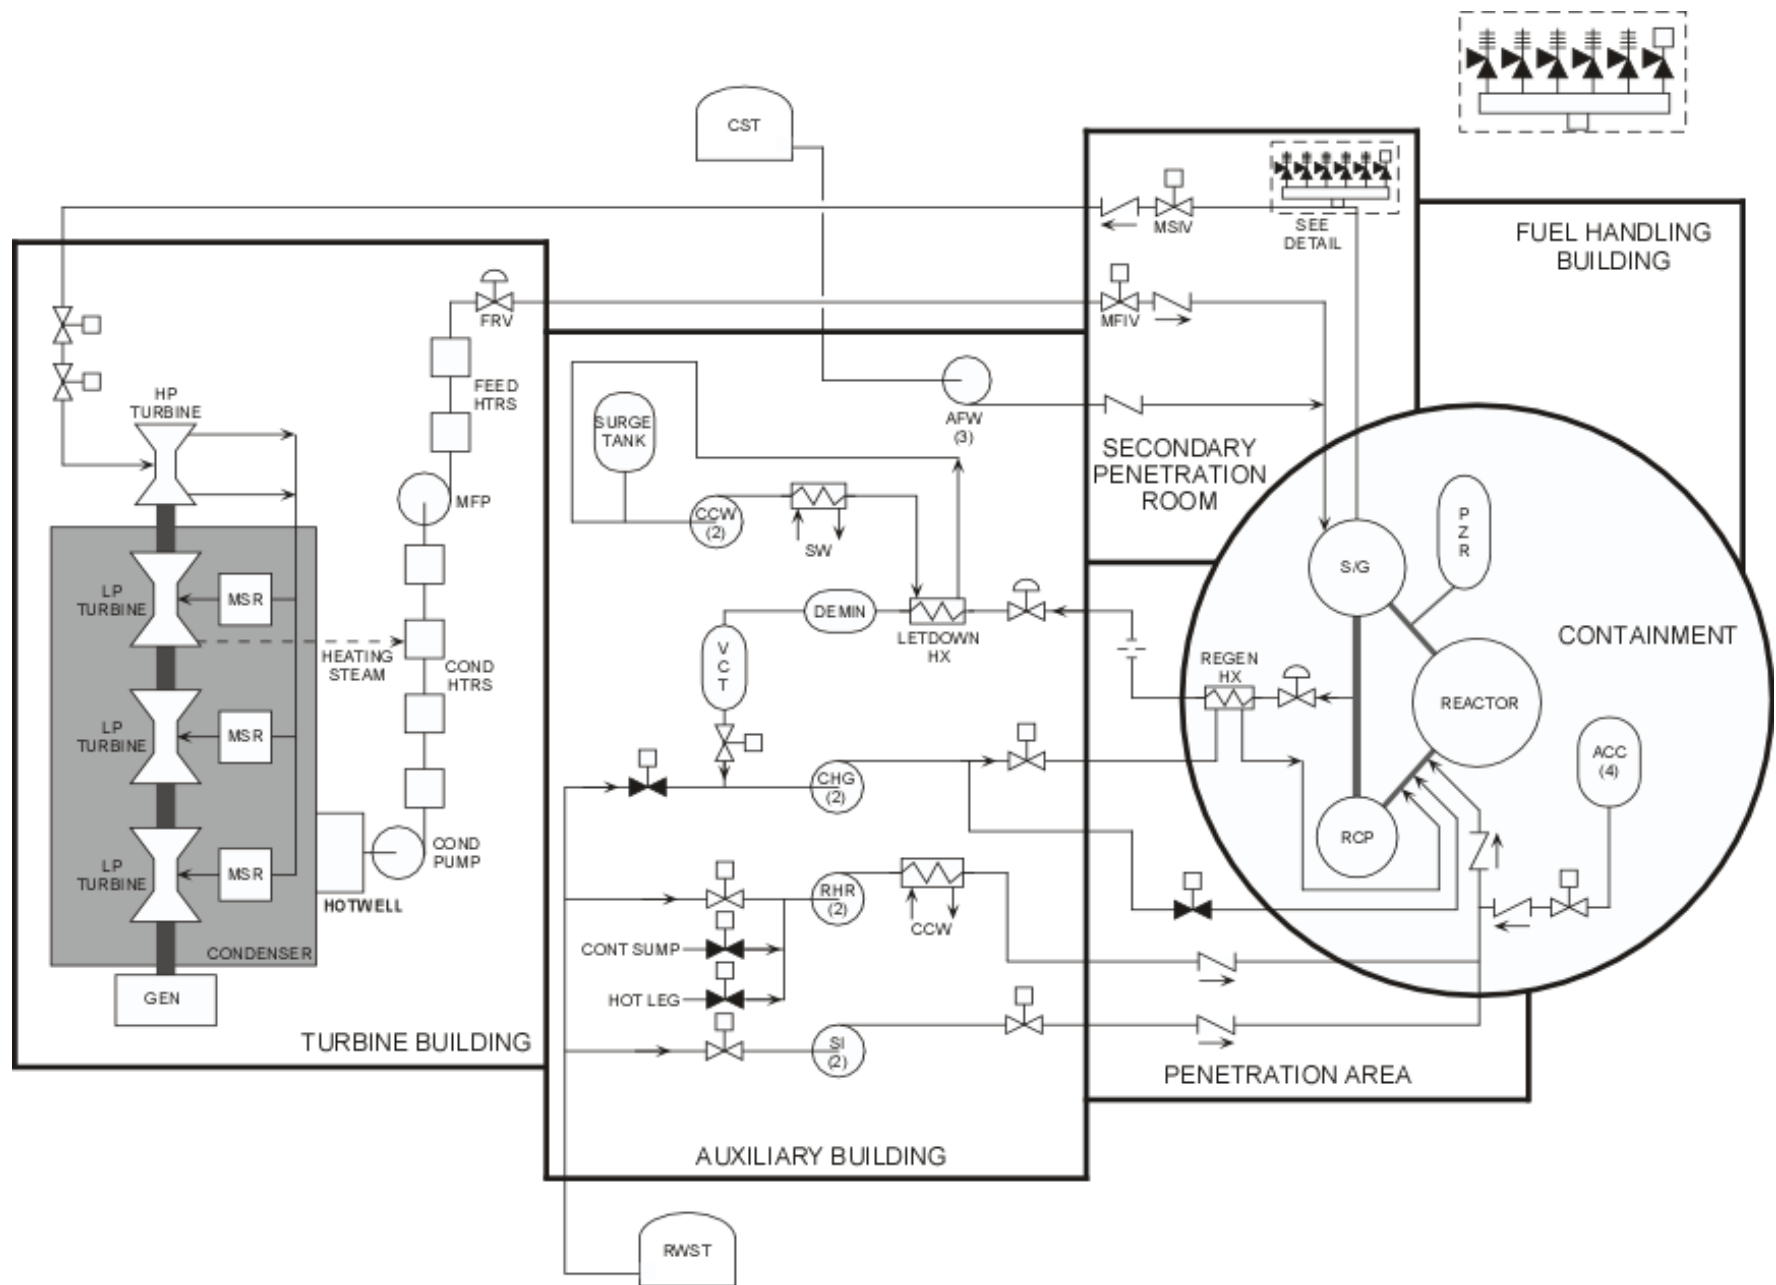 CST
SEE
DETAIL
MSIV
FUEL HANDLING
BUILDING
FRV
MFIV
FEED
HTRS
HP
TURBINE
SURGE
TANK
AFW
(3)
SECONDARY
PENETRATION
ROOM
MFP
CCW
(2)
SW
PZR
S/G
LP
TURBINE
MSR
DEMIN
LETDOWN
HX
CONTAINMENT
HEATING
STEAM
COND
HTRS
VCT
REGEN
HX
REACTOR
LP
TURBINE
MSR
CHG
(2)
ACC
(4)
RCP
COND
PUMP
LP
TURBINE
MSR
HOTWELL
RHR
(2)
CCW
CONT SUMP
CONDENSER
GEN
HOT LEG
TURBINE BUILDING
SI
(2)
PENETRATION AREA
AUXILIARY BUILDING
RWST